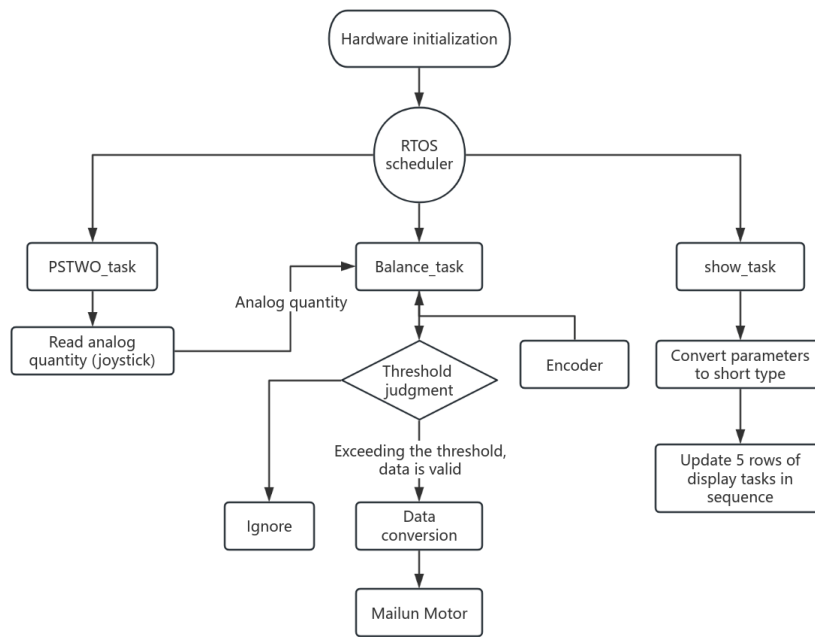 Hardware initialization
RTOS
scheduler
PSTWO_task
Balance_task
show_task
Analog quantity
Read analog
quantity (joystick)
Threshold
judgment
Encoder
Convert parameters
to short type
Exceeding the threshold,
data is valid
Update 5 rows of
display tasks in
sequence
Ignore
Data
conversion
Mailun Motor